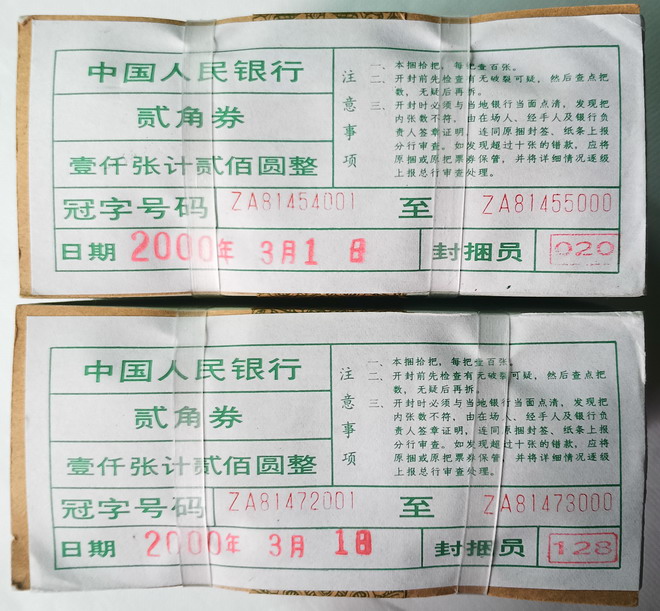 中国人民银行
贰角券
壹仟张计贰佰圆整
注意事项
一、本捆拾把，每把壹百张。
二、开封前先检查有无破裂可疑，然后查点把
数，无疑后再拆。
三、开封时必须与当地银行当面点清，发现把
内张数不符，由在场人、经手人及银行负
责人签章证明，连同原捆封签、纸条上报
分行审查。如发现超过十张的错款，应将
原捆或原把票券保管，并将详细情况逐级
上报总行审查处理。
冠字号码 ZA81454001 至 ZA81455000
日期 2000年 3月1日 封捆员 020
中国人民银行
贰角券
壹仟张计贰佰圆整
注意事项
一、本捆拾把，每把壹百张。
二、开封前先检查有无破裂可疑，然后查点把
数，无疑后再拆。
三、开封时必须与当地银行当面点清，发现把
内张数不符，由在场人、经手人及银行负
责人签章证明，连同原捆封签、纸条上报
分行审查。如发现超过十张的错款，应将
原捆或原把票券保管，并将详细情况逐级
上报总行审查处理。
冠字号码 ZA81472001 至 ZA81473000
日期 2000年 3月 1日 封捆员 128